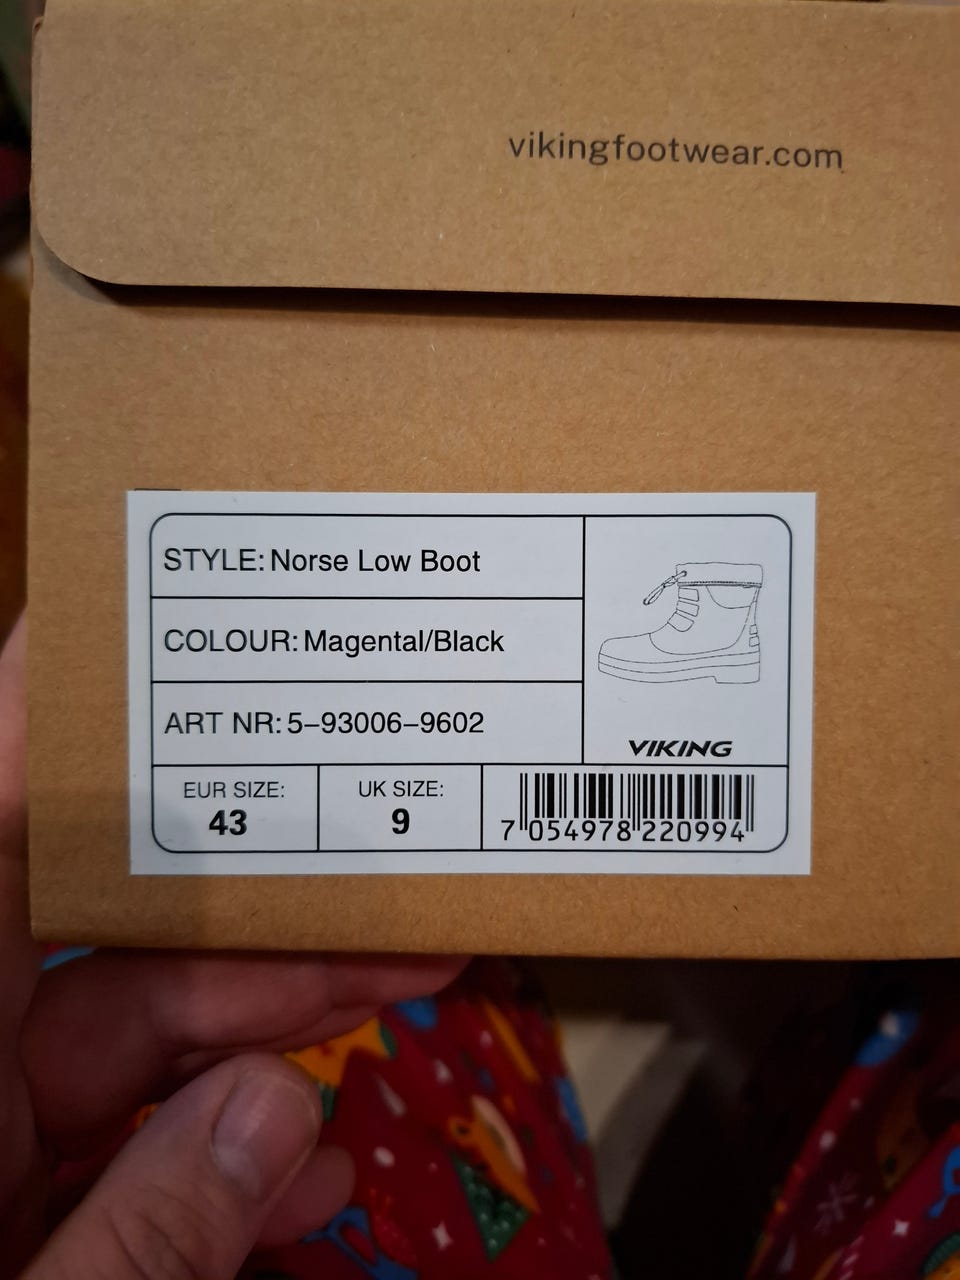 vikingfootwear.com
STYLE: Norse Low Boot
COLOUR: Magental/Black
ART NR: 5-93006-9602
VIKING
EUR SIZE:
43
UK SIZE:
9
7 054978 220994